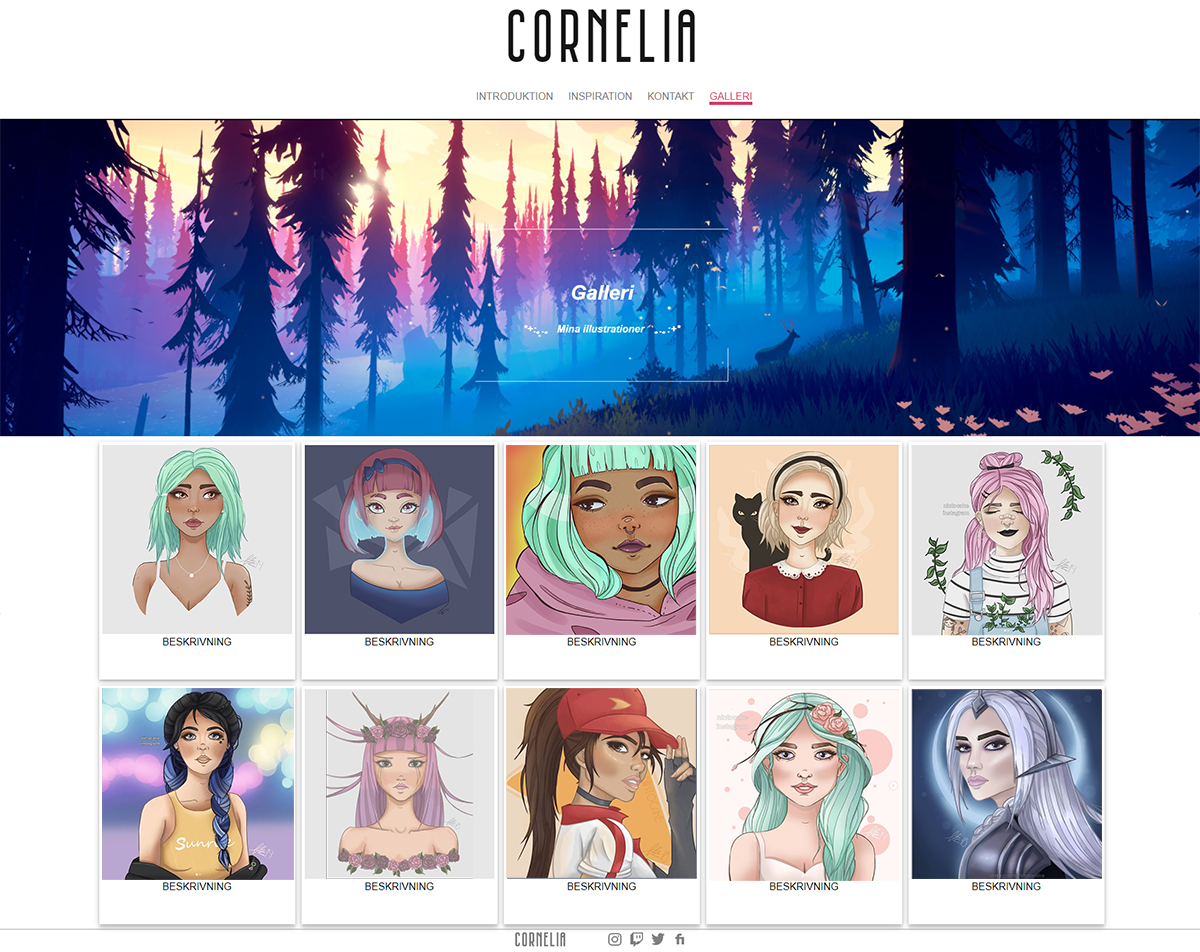 CORNELIA
INTRODUKTION INSPIRATION KONTAKT GALLERI
Galleri
Mina illustrationer
BESKRIVNING BESKRIVNING BESKRIVNING BESKRIVNING BESKRIVNING
Sunrise
BESKRIVNING BESKRIVNING BESKRIVNING BESKRIVNING BESKRIVNING
CORNELIA